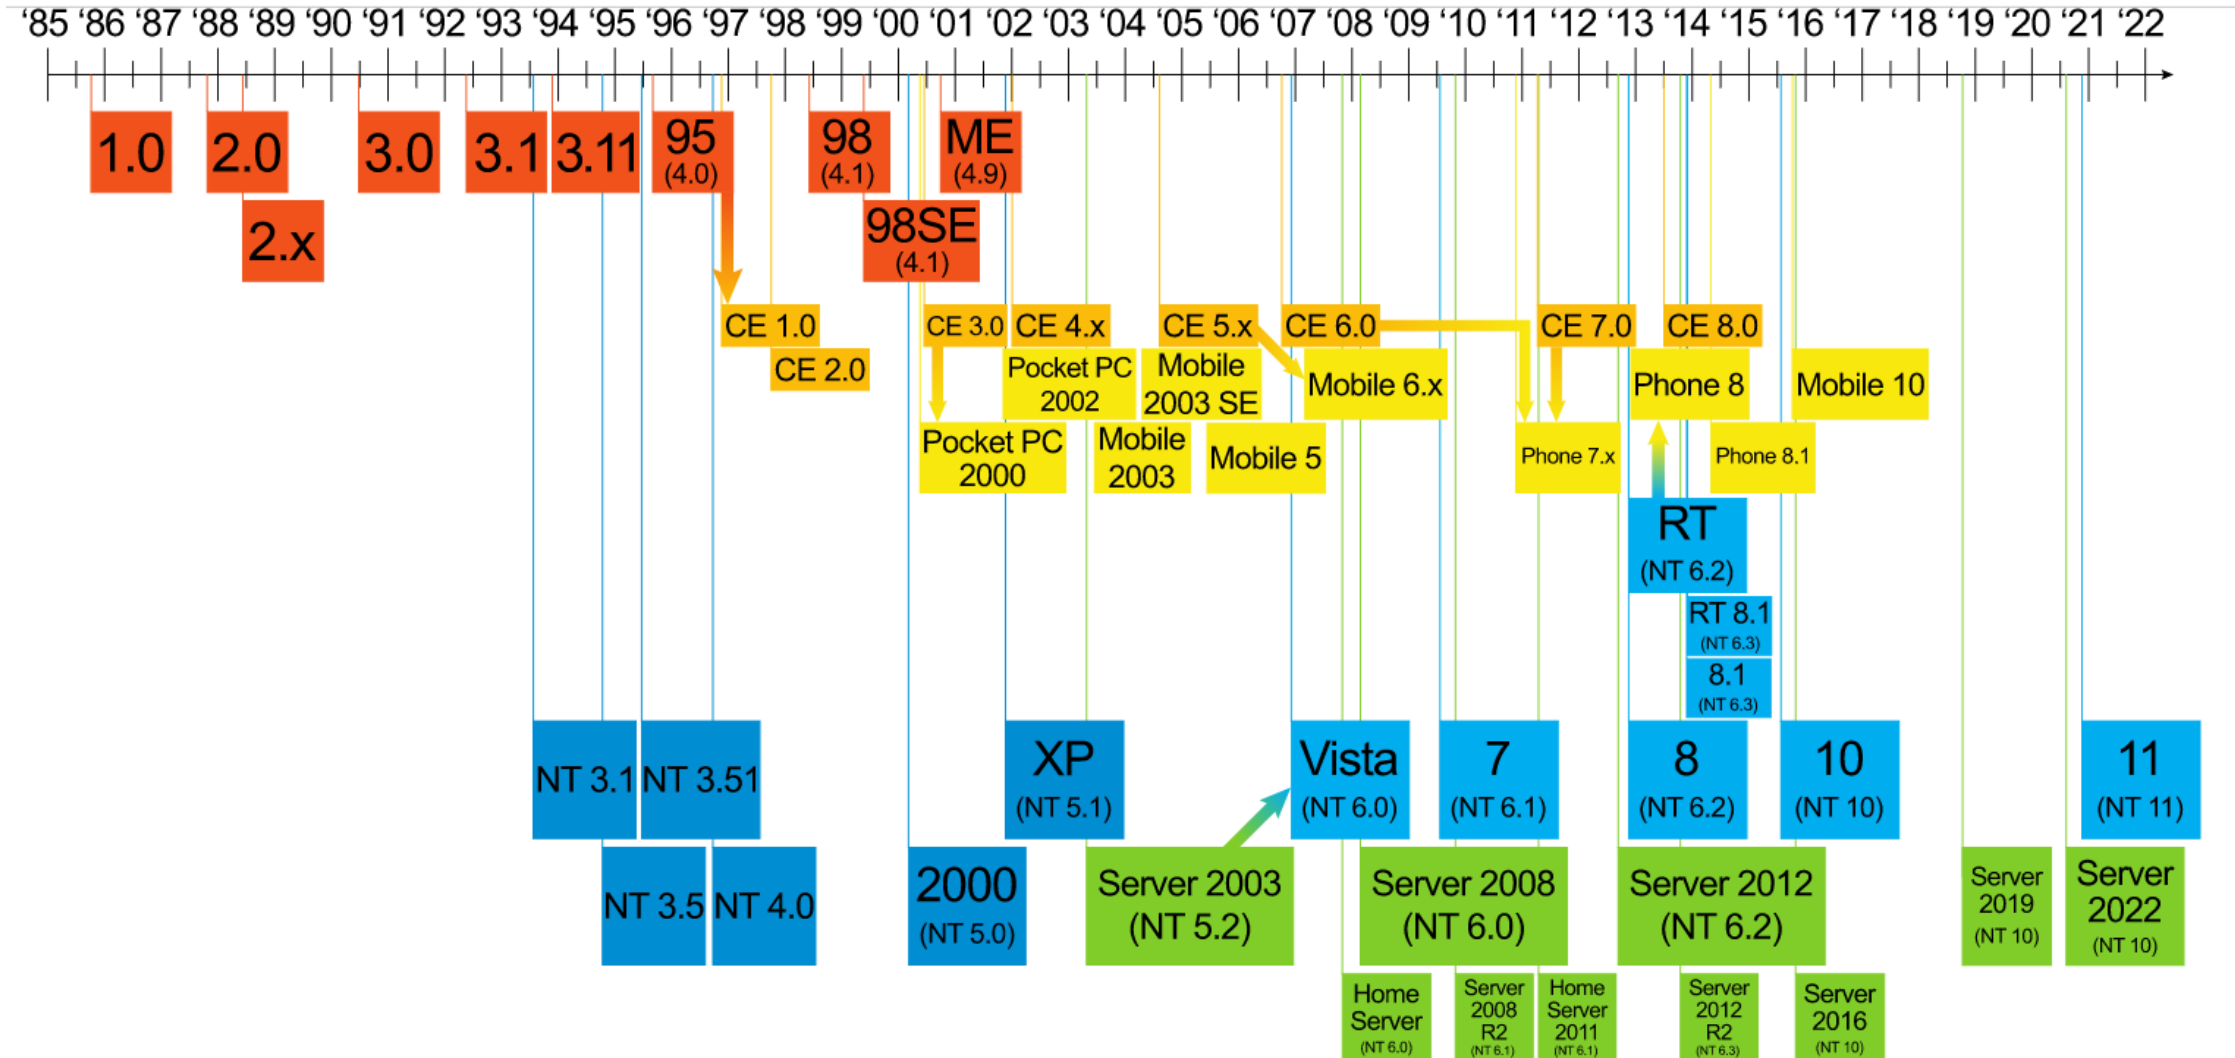 ‘85 ‘86 ‘87 ‘88 ‘89 ‘90 ‘91 ‘92 ‘93 ‘94 ‘95 ‘96 ‘97 ‘98 ‘99 ‘00 ‘01 ‘02 ‘03 ‘04 ‘05 ‘06 ‘07 ‘08 ‘09 ‘10 ‘11 ‘12 ‘13 ‘14 ‘15 ‘16 ‘17 ‘18 ‘19 ‘20 ‘21 ‘22
1.0
2.0
3.0
3.1
3.11
95
(4.0)
98
(4.1)
ME
(4.9)
2.x
98SE
(4.1)
CE 1.0
CE 3.0
CE 4.x
CE 5.x
CE 6.0
CE 7.0
CE 8.0
CE 2.0
Pocket PC
2002
Mobile
2003 SE
Mobile 6.x
Phone 8
Mobile 10
Pocket PC
2000
Mobile
2003
Mobile 5
Phone 7.x
Phone 8.1
RT
(NT 6.2)
RT 8.1
(NT 6.3)
8.1
(NT 6.3)
NT 3.1
NT 3.51
XP
(NT 5.1)
Vista
(NT 6.0)
7
(NT 6.1)
8
(NT 6.2)
10
(NT 10)
11
(NT 11)
NT 3.5
NT 4.0
2000
(NT 5.0)
Server 2003
(NT 5.2)
Server 2008
(NT 6.0)
Server 2012
(NT 6.2)
Server
2019
(NT 10)
Server
2022
(NT 10)
Home
Server
(NT 6.0)
Server
2008
R2
(NT 6.1)
Home
Server
2011
(NT 6.1)
Server
2012
R2
(NT 6.3)
Server
2016
(NT 10)